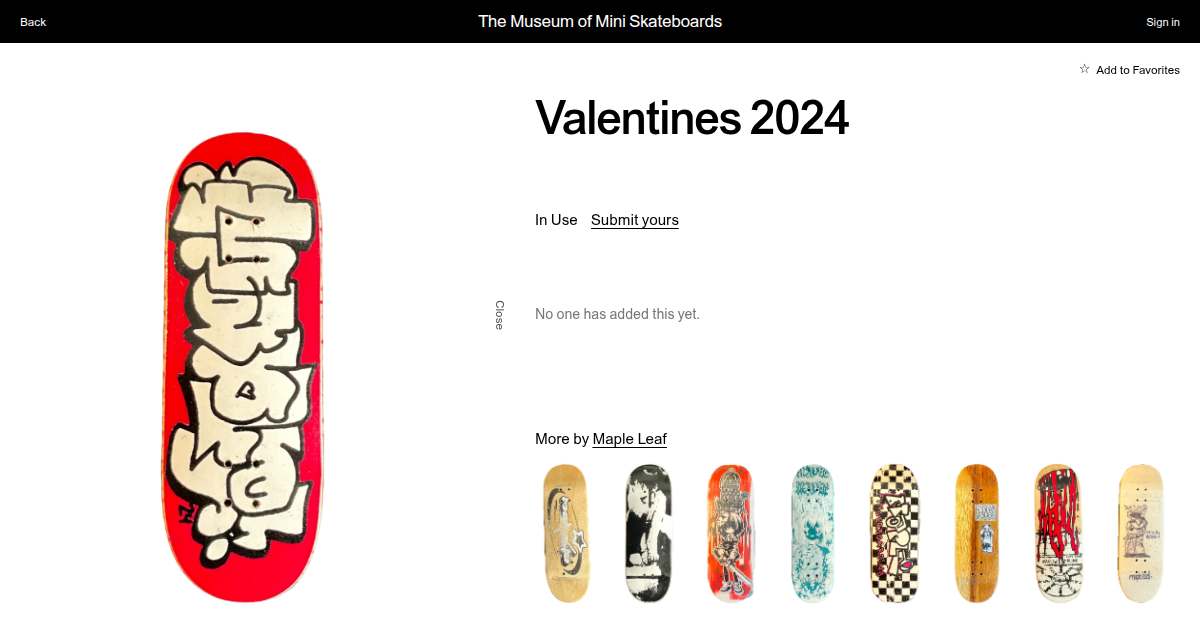 Back
The Museum of Mini Skateboards
Sign in
☆ Add to Favorites
Valentines 2024
In Use Submit yours
Close
No one has added this yet.
More by Maple Leaf